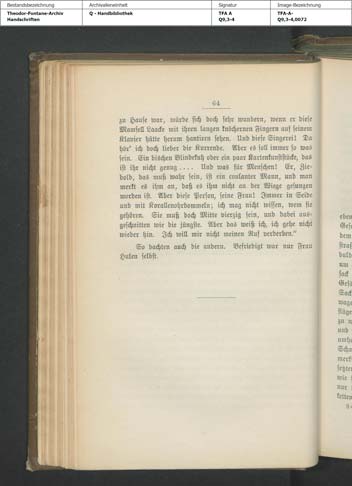 Bestandsbezeichnung
Theodor-Fontane-Archiv
Handschriften
Archivalieneinheit
Q - Handbibliothek
Signatur
TFA A
Q9,3-4
Image-Bezeichnung
TFA-A-
Q9,3-4,0072
64
zu Hause war, würde sich doch sehr wundern, wenn er diese
Mamsell Laacke mit ihren langen knöchernen Fingern auf seinem
Klavier hätte herum hantiren sehen. Und diese Singerei! Da
hör' ich doch lieber die Kurrende. Aber es soll immer so was
sein. Ein bischen Blindekuh oder ein paar Kartenkunststücke, das
ist ihr nicht genug .... Und was für Menschen! Er, Zie-
bold, das muß wahr sein, ist ein coulanter Mann, und man
merkt es ihm an, daß es ihm nicht an der Wiege gesungen
worden ist. Aber diese Person, seine Frau! Immer in Seide
und mit Korallenohrbommeln; ich mag nicht wissen, wem sie
gehören. Sie muß doch Mitte vierzig sein, und dabei aus-
geschnitten wie die jüngste. Aber das weiß ich, ich gehe nicht
wieder hin. Ich will mir nicht meinen Ruf verderben."
So dachten auch die andern. Befriedigt war nur Frau
Hulen selbst.